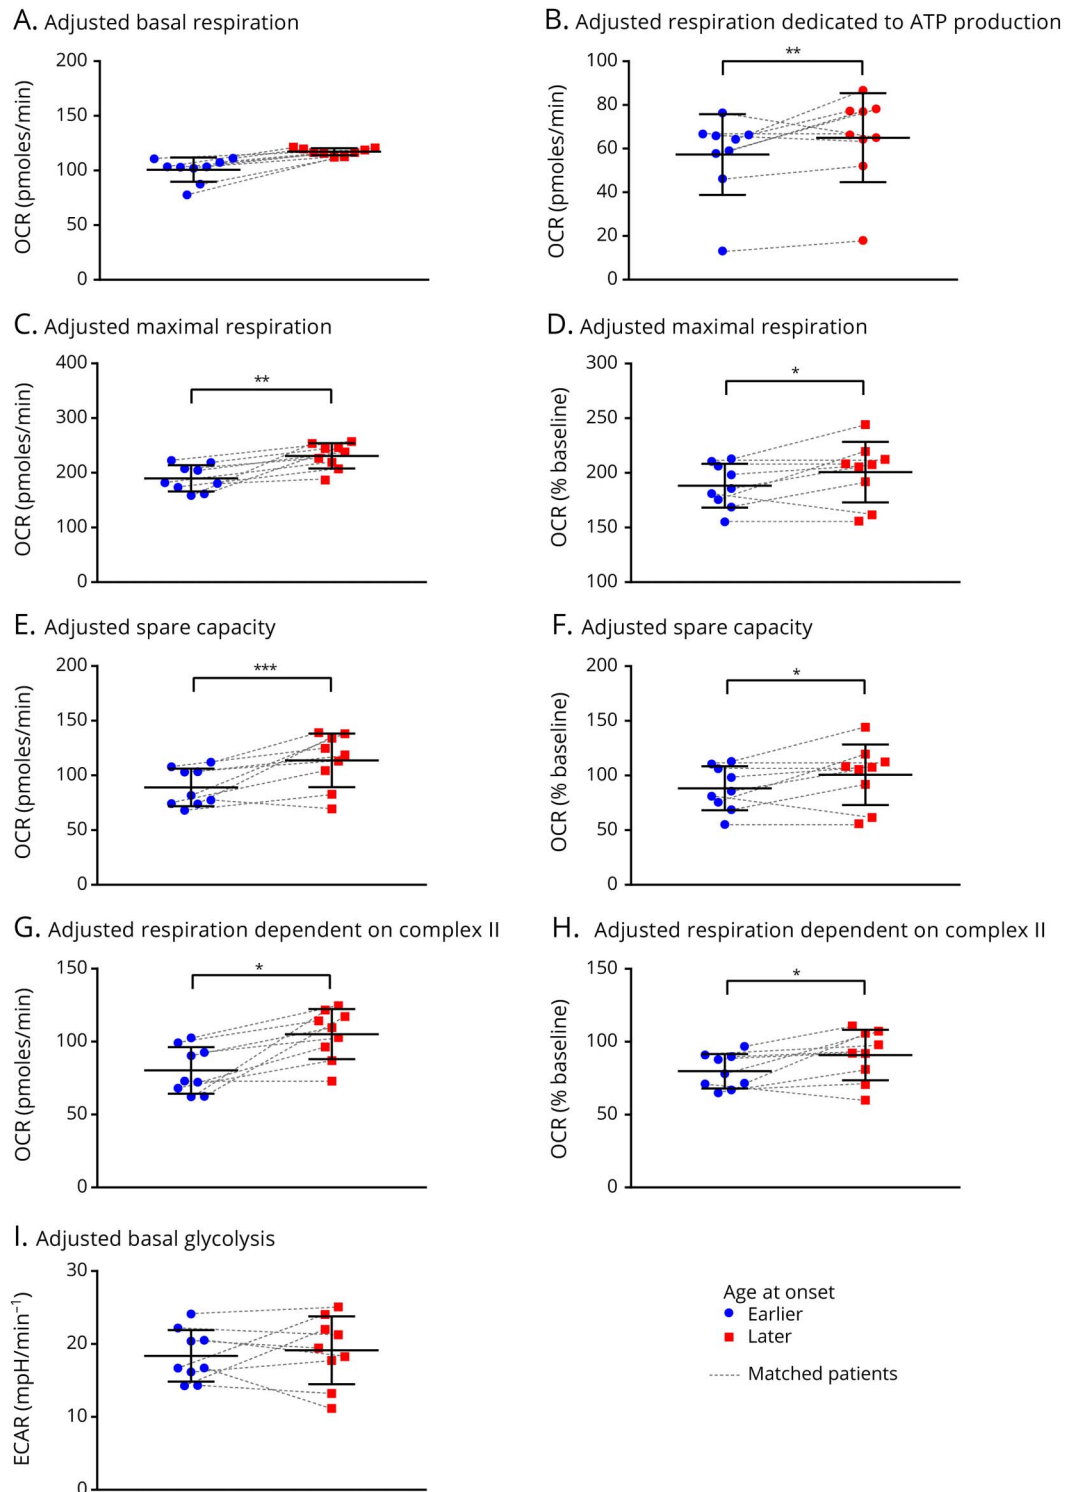 A. Adjusted basal respiration
OCR (pmoles/min)
200
150
100
50
0
B. Adjusted respiration dedicated to ATP production
OCR (pmoles/min)
100
80
60
40
20
0
**
C. Adjusted maximal respiration
OCR (pmoles/min)
400
300
200
100
0
**
D. Adjusted maximal respiration
OCR (% baseline)
300
250
200
150
100
*
E. Adjusted spare capacity
OCR (pmoles/min)
200
150
100
50
0
***
F. Adjusted spare capacity
OCR (% baseline)
200
150
100
50
0
*
G. Adjusted respiration dependent on complex II
OCR (pmoles/min)
150
100
50
0
*
H. Adjusted respiration dependent on complex II
OCR (% baseline)
150
100
50
0
*
I. Adjusted basal glycolysis
ECAR (mpH/min⁻¹)
30
20
10
0
Age at onset
Earlier
Later
Matched patients